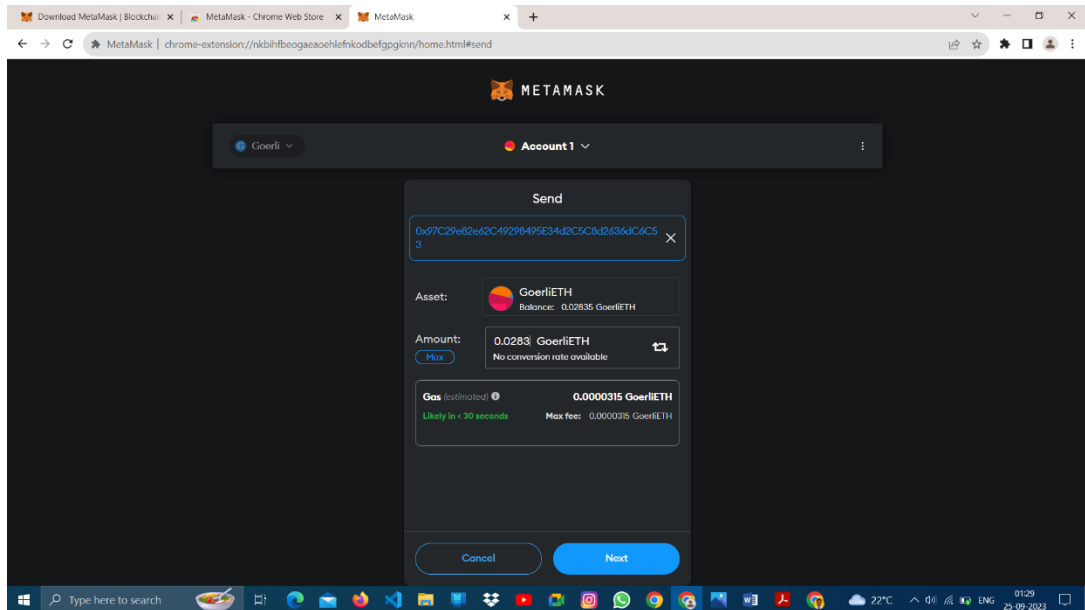 Download MetaMask | Blockchai
MetaMask - Chrome Web Store
MetaMask
MetaMask | chrome-extension://nkbihfbeogaeaoehlefnkodbefgpgknn/home.html#send
METAMASK
G Goerli
Account 1
Send
0x97C29e82e62C49298495E34d2C5C8d2636dC6C5
3
Asset:
GoerliETH
Balance: 0.02835 GoerliETH
Amount:
0.0283 GoerliETH
Max
No conversion rate available
Gas (estimated)
0.0000315 GoerliETH
Likely in < 30 seconds
Max fee: 0.0000315 GoerliETH
Cancel
Next
Type here to search
22°C
ENG
01:29
25-09-2023